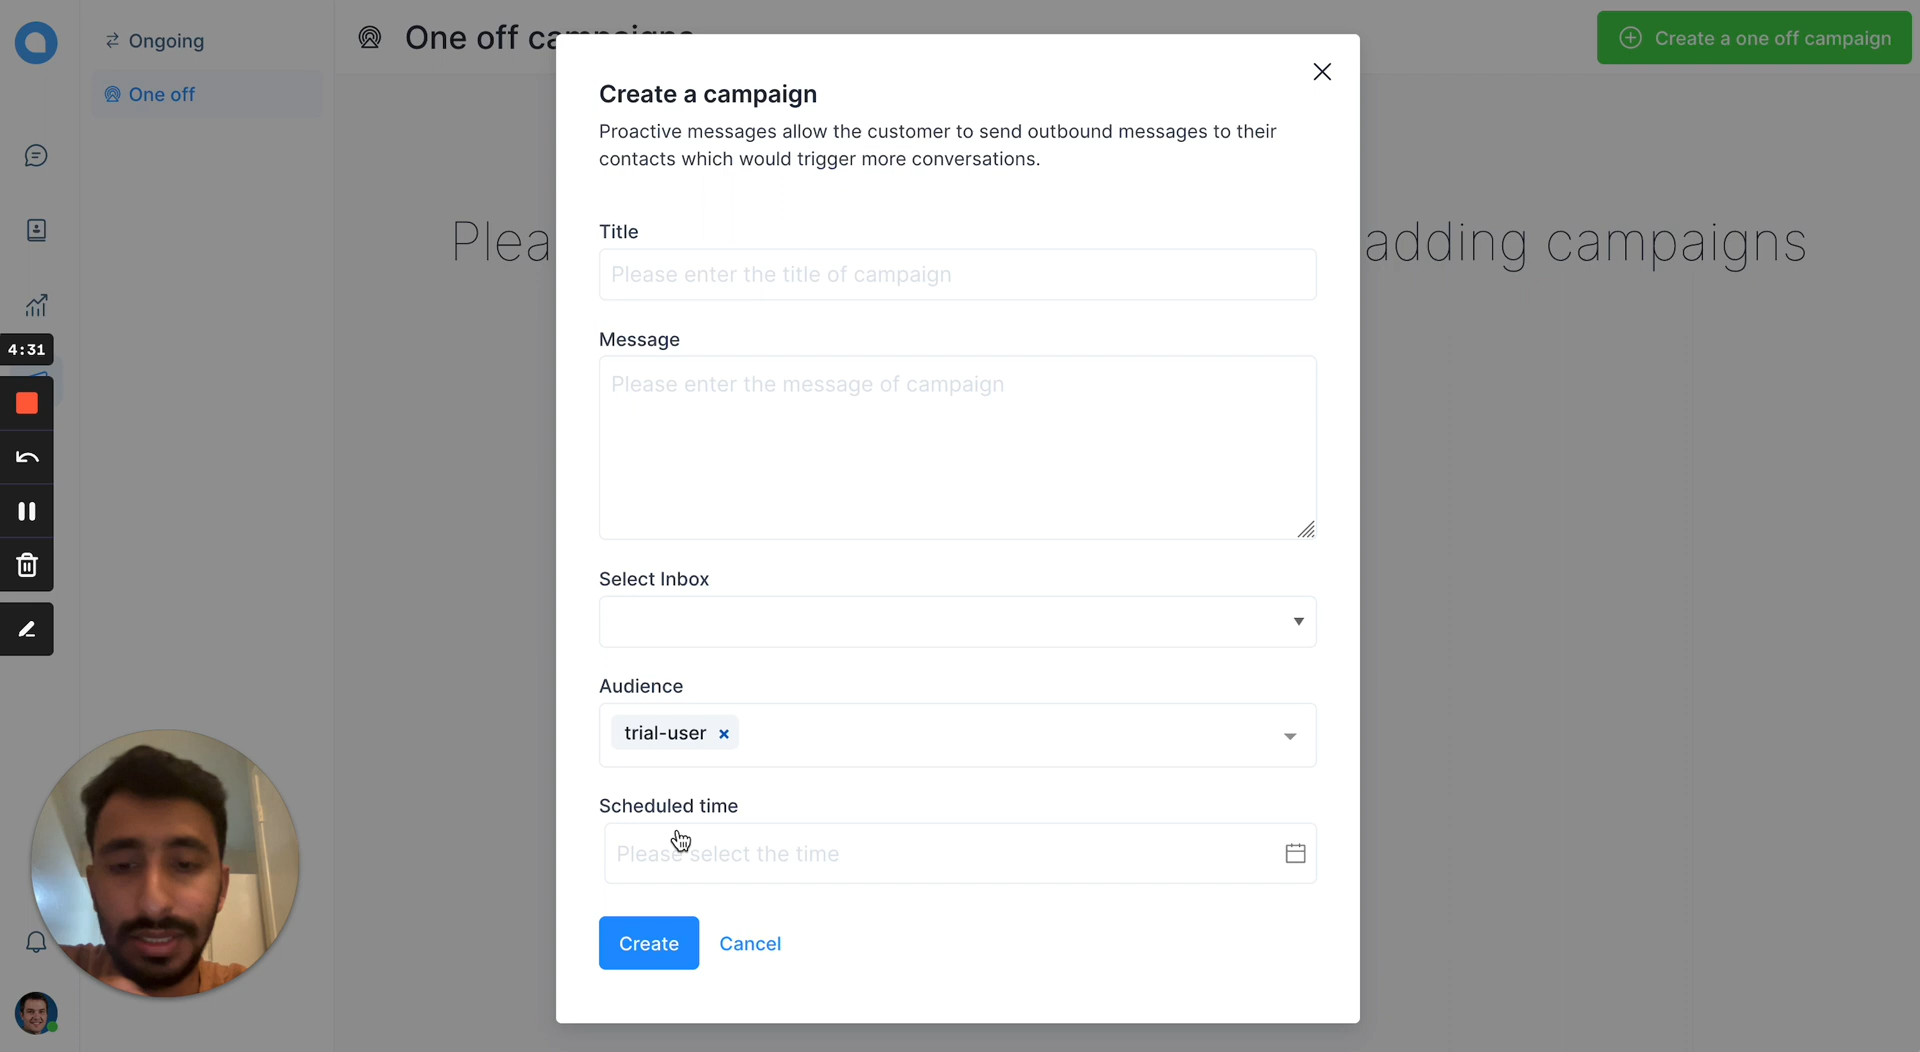 Ongoing
One off
One off campaigns
Create a one off campaign
Plea
adding campaigns
4:31
Create a campaign
Proactive messages allow the customer to send outbound messages to their
contacts which would trigger more conversations.
Title
Please enter the title of campaign
Message
Please enter the message of campaign
Select Inbox
Audience
trial-user ×
Scheduled time
Please select the time
Create
Cancel